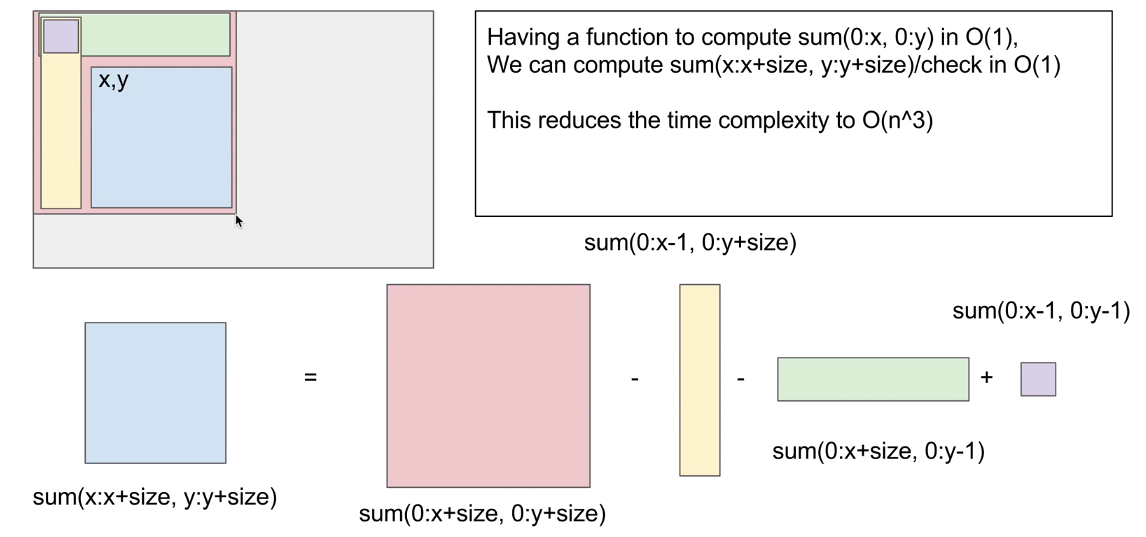 x,y
Having a function to compute sum(0:x, 0:y) in O(1),
We can compute sum(x:x+size, y:y+size)/check in O(1)
This reduces the time complexity to O(n^3)
sum(0:x-1, 0:y+size)
sum(0:x-1, 0:y-1)
= - - +
sum(0:x+size, 0:y-1)
sum(x:x+size, y:y+size)
sum(0:x+size, 0:y+size)